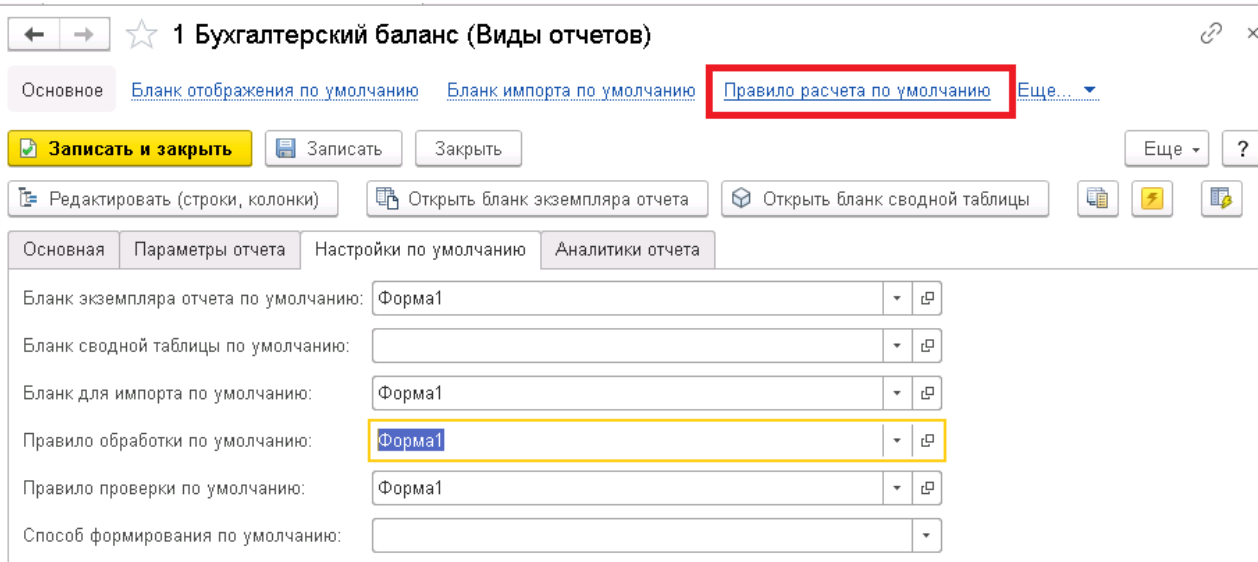 1 Бухгалтерский баланс (Виды отчетов)
Основное Бланк отображения по умолчанию Бланк импорта по умолчанию Правило расчета по умолчанию Еще...
Записать и закрыть Записать Закрыть Еще ?
Редактировать (строки, колонки) Открыть бланк экземпляра отчета Открыть бланк сводной таблицы
Основная Параметры отчета Настройки по умолчанию Аналитики отчета
Бланк экземпляра отчета по умолчанию: Форма1
Бланк сводной таблицы по умолчанию:
Бланк для импорта по умолчанию: Форма1
Правило обработки по умолчанию: Форма1
Правило проверки по умолчанию: Форма1
Способ формирования по умолчанию: